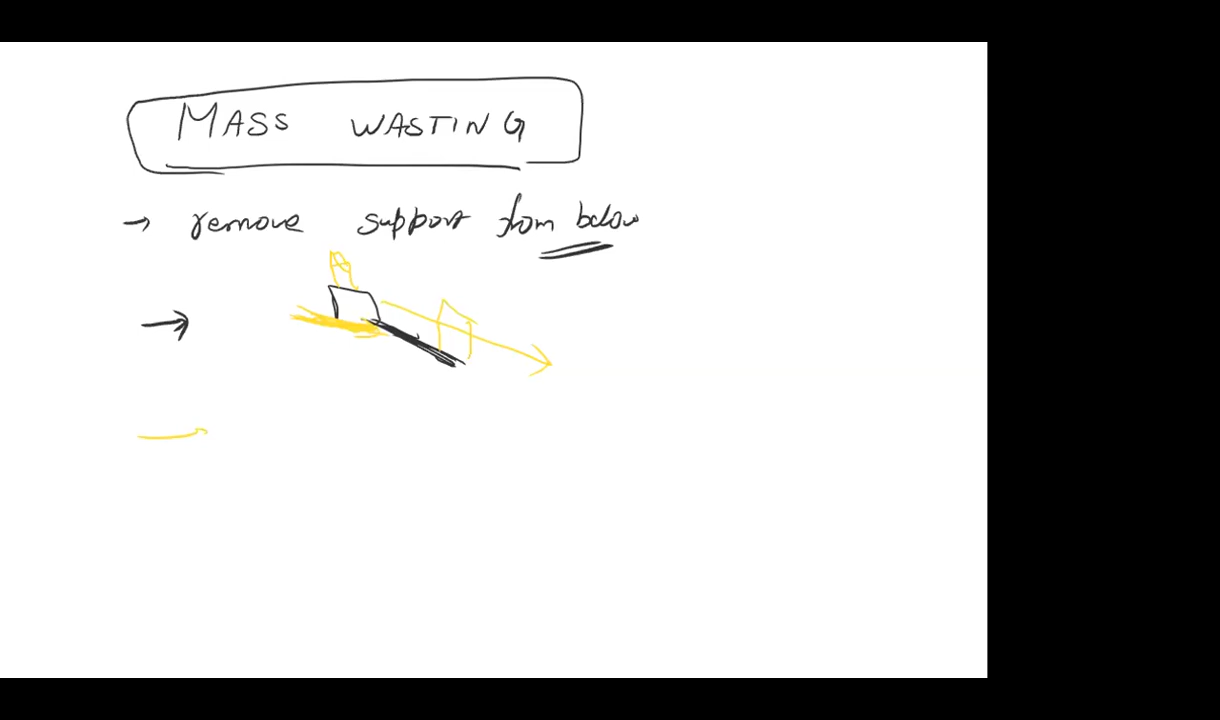 MASS WASTING
→ remove support from below
→
→